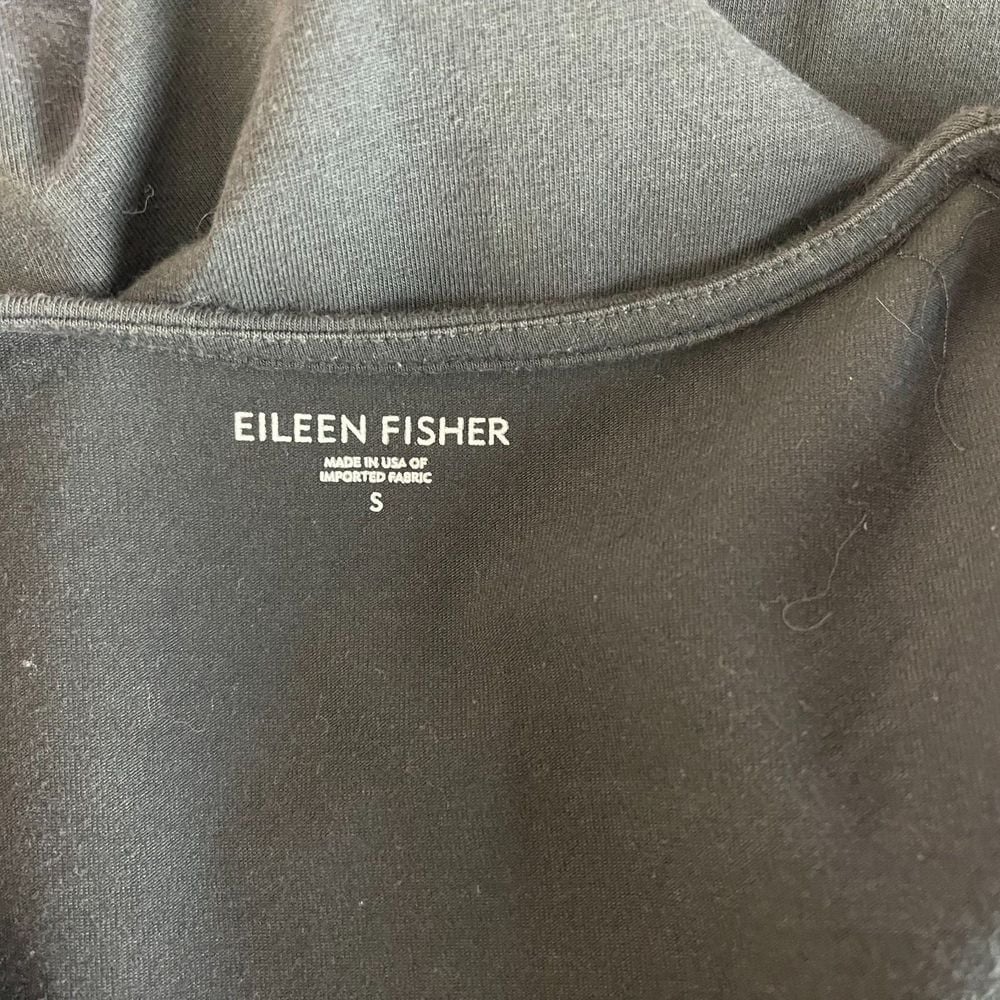 EILEEN FISHER
MADE IN USA OF
IMPORTED FABRIC
S